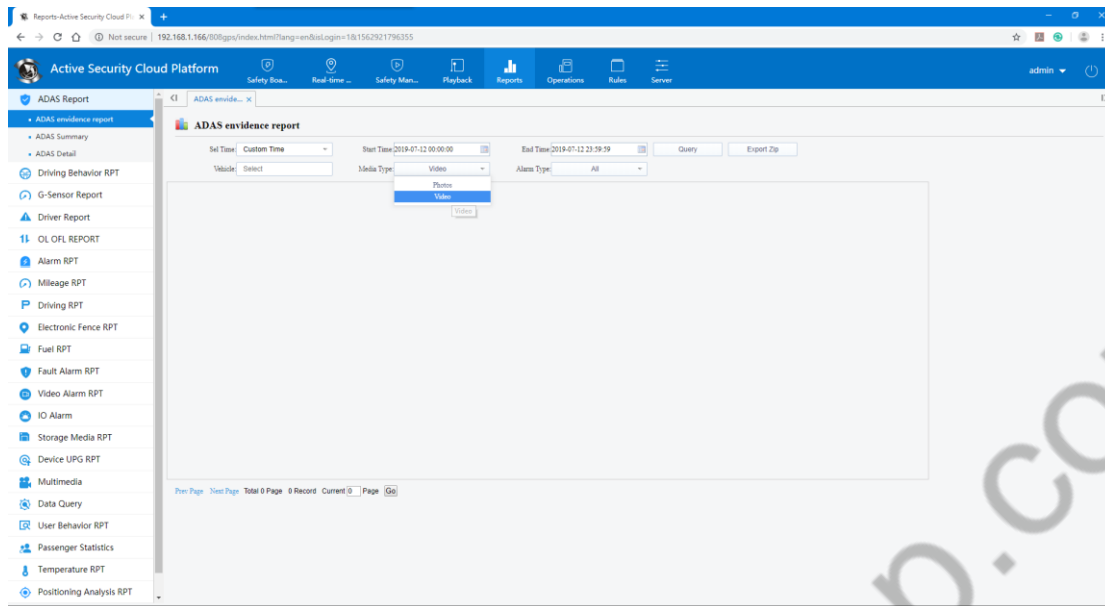 Reports-Active Security Cloud Pl
Not secure | 192.168.1.166/808gps/index.html?lang=en&isLogin=1&t1562921796355
Active Security Cloud Platform
Safety Boa...
Real-time ...
Safety Man...
Playback
Reports
Operations
Rules
Server
admin
ADAS Report
ADAS envidence report
ADAS Summary
ADAS Detail
Driving Behavior RPT
G-Sensor Report
Driver Report
OL OFL REPORT
Alarm RPT
Mileage RPT
Driving RPT
Electronic Fence RPT
Fuel RPT
Fault Alarm RPT
Video Alarm RPT
IO Alarm
Storage Media RPT
Device UPG RPT
Multimedia
Data Query
User Behavior RPT
Passenger Statistics
Temperature RPT
Positioning Analysis RPT
ADAS envide...
ADAS envidence report
Sel Time: Custom Time Start Time: 2019-07-12 00:00:00 End Time: 2019-07-12 23:59:59 Query Export Zip
Vehicle: Select Media Type: Video Alarm Type: All
Photos
Video
Video
Prev Page Next Page Total 0 Page 0 Record Current 0 Page Go
p.co